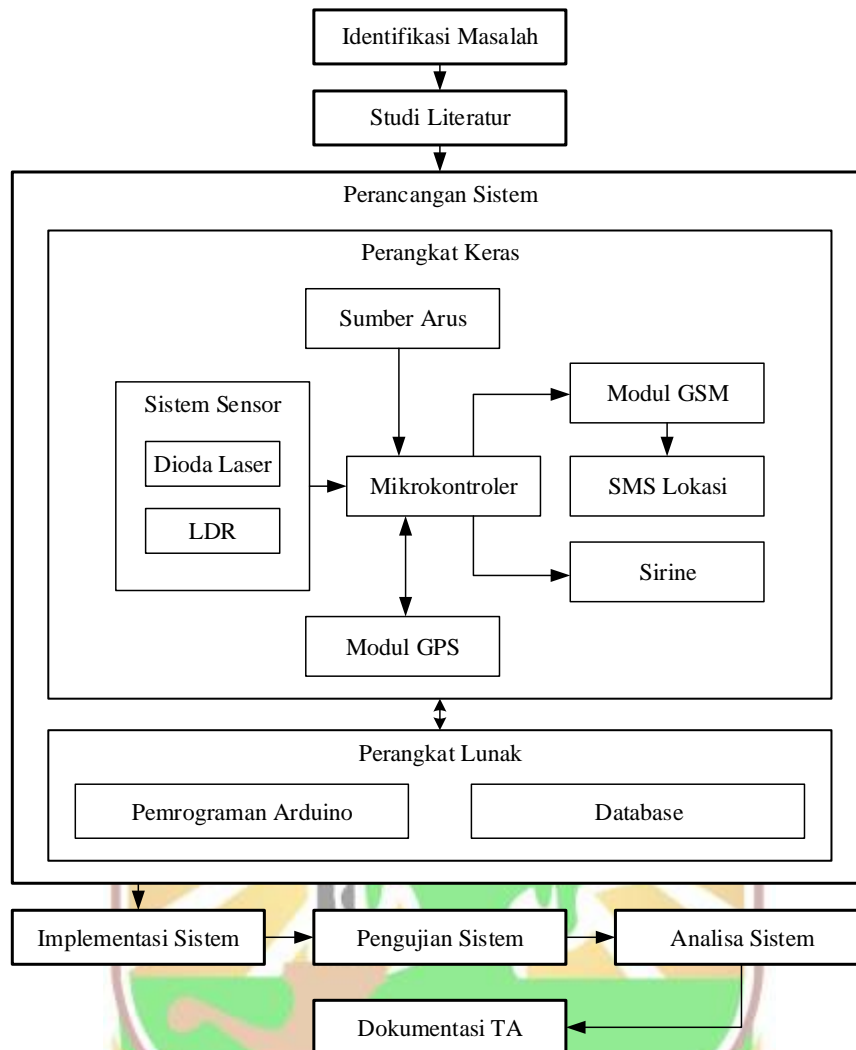 Identifikasi Masalah
Studi Literatur
Perancangan Sistem
Perangkat Keras
Sumber Arus
Sistem Sensor
Dioda Laser
LDR
Mikrokontroler
Modul GSM
SMS Lokasi
Sirine
Modul GPS
Perangkat Lunak
Pemrograman Arduino
Database
Implementasi Sistem
Pengujian Sistem
Analisa Sistem
Dokumentasi TA